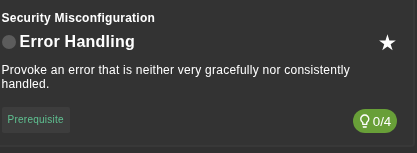 Security Misconfiguration
Error Handling
Provoke an error that is neither very gracefully nor consistently
handled.
Prerequisite
0/4